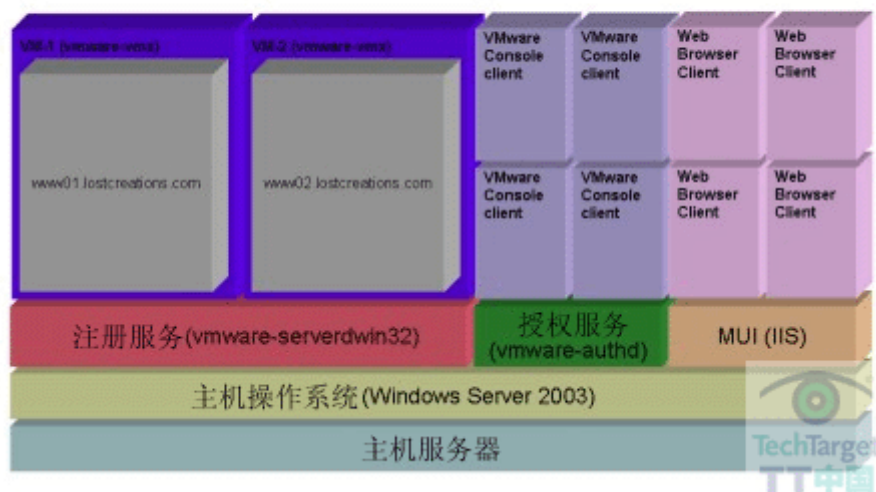 VM-1 (vmware-vmx)
VM-2 (vmware-vmx)
VMware
Console
client
VMware
Console
client
Web
Browser
Client
Web
Browser
Client
www01.lostcreations.com
www02.lostcreations.com
VMware
Console
client
VMware
Console
client
Web
Browser
Client
Web
Browser
Client
注册服务(vmware-serverdwin32)
授权服务
(vmware-authd)
MUI (IIS)
主机操作系统(Windows Server 2003)
主机服务器
TechTarget
TT中国